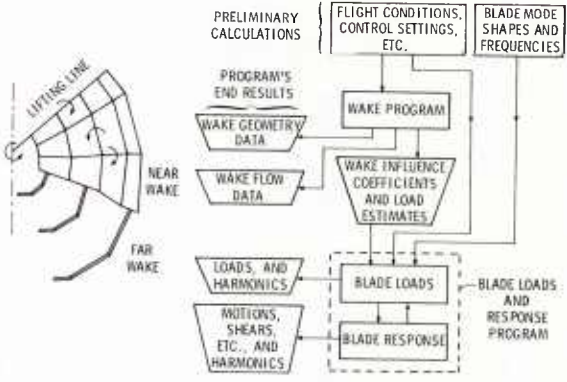 PRELIMINARY
CALCULATIONS
FLIGHT CONDITIONS,
CONTROL SETTINGS,
ETC.
BLADE MODE
SHAPES AND
FREQUENCIES
LIFTING LINE
NEAR
WAKE
FAR
WAKE
PROGRAM'S
END RESULTS
WAKE PROGRAM
WAKE GEOMETRY
DATA
WAKE FLOW
DATA
WAKE INFLUENCE
COEFFICIENTS
AND LOAD
ESTIMATES
LOADS, AND
HARMONICS
BLADE LOADS
BLADE LOADS
AND
RESPONSE
PROGRAM
MOTIONS,
SHEARS,
ETC., AND
HARMONICS
BLADE RESPONSE